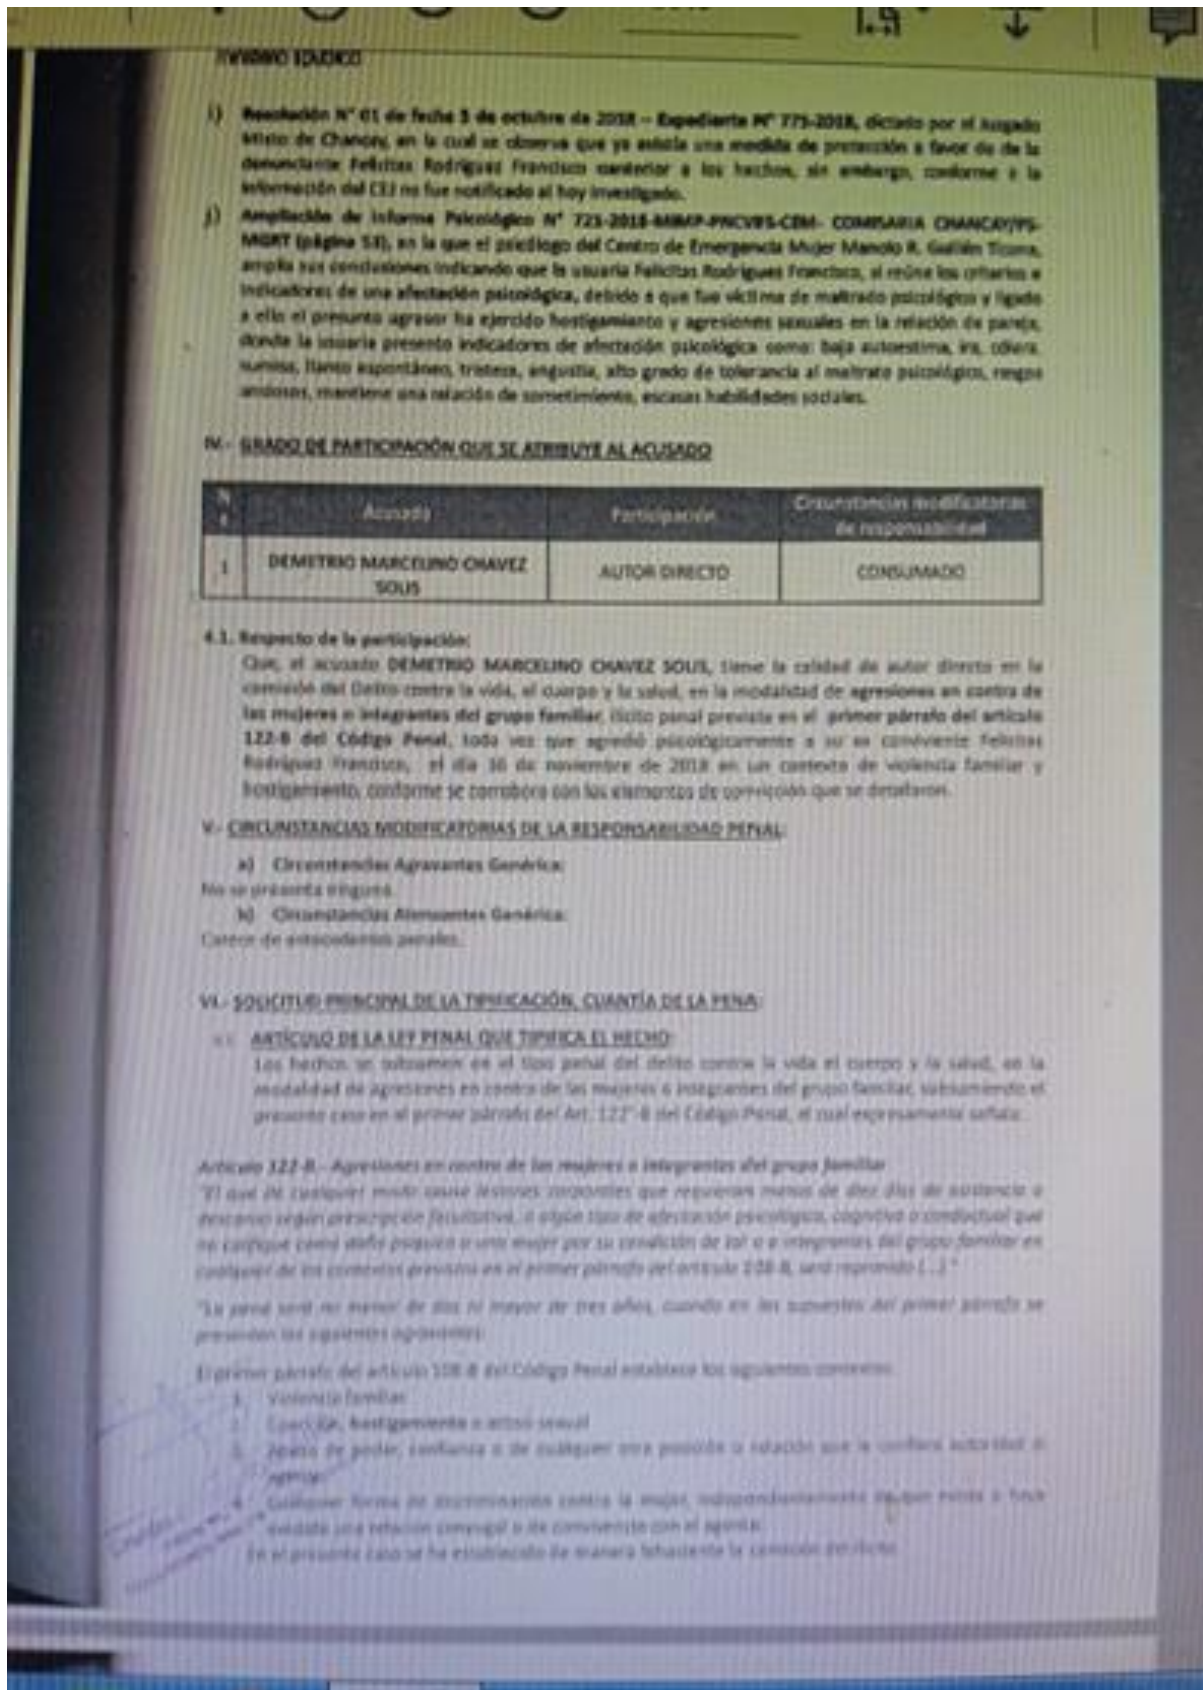 i) Resolución N° 01 de fecha 3 de octubre de 2018 – Expediente N° 775-2018, dictado por el Juzgado
Mixto de Chancay, en la cual se observa que ya existía una medida de protección a favor de de la
denunciante Felicitas Rodríguez Francisco anterior a los hechos, sin embargo, conforme a la
información del CEJ no fue notificado al hoy investigado.
j) Ampliación de Informe Psicológico N° 723-2018-MIMP-PNCVFS-CEM- COMISARIA CHANCAY/PS-
MGRT (página 53), en la que el psicólogo del Centro de Emergencia Mujer Manolo R. Guillén Ticona,
amplía sus conclusiones indicando que la usuaria Felicitas Rodrigues Francisco, si reúne los criterios e
indicadores de una afectación psicológica, debido a que fue víctima de maltrado psicológico y ligado
a ello el presunto agresor ha ejercido hostigamiento y agresiones sexuales en la relación de pareja,
donde la usuaria presento indicadores de afectación psicológica como: baja autoestima, ira, cólera,
sumisa, llanto espontáneo, tristeza, angustia, alto grado de tolerancia al maltrato psicológico, rasgos
ansiosos, mantiene una relación de sometimiento, escasas habilidades sociales.
IV.- GRADO DE PARTICIPACIÓN QUE SE ATRIBUYE AL ACUSADO
N° Acusado Participación Circunstancias modificatorias
de responsabilidad
1 DEMETRIO MARCELINO CHAVEZ
SOLIS AUTOR DIRECTO CONSUMADO
4.1. Respecto de la participación:
Que, el acusado DEMETRIO MARCELINO CHAVEZ SOLIS, tiene la calidad de autor directo en la
comisión del Delito contra la vida, el cuerpo y la salud, en la modalidad de agresiones en contra de
las mujeres o integrantes del grupo familiar, ilícito penal previsto en el primer párrafo del artículo
122-B del Código Penal, toda vez que agredió psicológicamente a su ex conviviente Felicitas
Rodríguez Francisco, el día 16 de noviembre de 2018 en un contexto de violencia familiar y
hostigamiento, conforme se corrobora con los elementos de convicción que se detallaron.
V.- CIRCUNSTANCIAS MODIFICATORIAS DE LA RESPONSABILIDAD PENAL:
a) Circunstancias Agravantes Genérica:
No se presenta ninguna.
b) Circunstancias Atenuantes Genérica:
Carece de antecedentes penales.
VI.- SOLICITUD PRINCIPAL DE LA TIPIFICACIÓN, CUANTÍA DE LA PENA:
ARTÍCULO DE LA LEY PENAL QUE TIPIFICA EL HECHO:
Los hechos se subsumen en el tipo penal del delito contra la vida el cuerpo y la salud, en la
modalidad de agresiones en contra de las mujeres o integrantes del grupo familiar, subsumiendo el
presente caso en el primer párrafo del Art. 122°-B del Código Penal, el cual expresamente señala:
Artículo 122-B.- Agresiones en contra de las mujeres o integrantes del grupo familiar
"El que de cualquier modo cause lesiones corporales que requieran menos de diez días de asistencia o
descanso según prescripción facultativa, o algún tipo de afectación psicológica, cognitiva o conductual que
no califique como daño psíquico a una mujer por su condición de tal o a integrantes del grupo familiar en
cualquier de los contextos previstos en el primer párrafo del artículo 108-B, será reprimido (...)"
"La pena será no menor de dos ni mayor de tres años, cuando en los supuestos del primer párrafo se
presenten los siguientes agravantes:
El primer párrafo del artículo 108-B del Código Penal establece los siguientes contextos:
1. Violencia familiar
2. Coacción, hostigamiento o acoso sexual
3. Abuso de poder, confianza o de cualquier otra posición o relación que le confiera autoridad al
agente
4. Cualquier forma de discriminación contra la mujer, independientemente de que exista o haya
existido una relación conyugal o de convivencia con el agente.
En el presente caso se ha establecido de manera fehaciente la comisión del ilícito